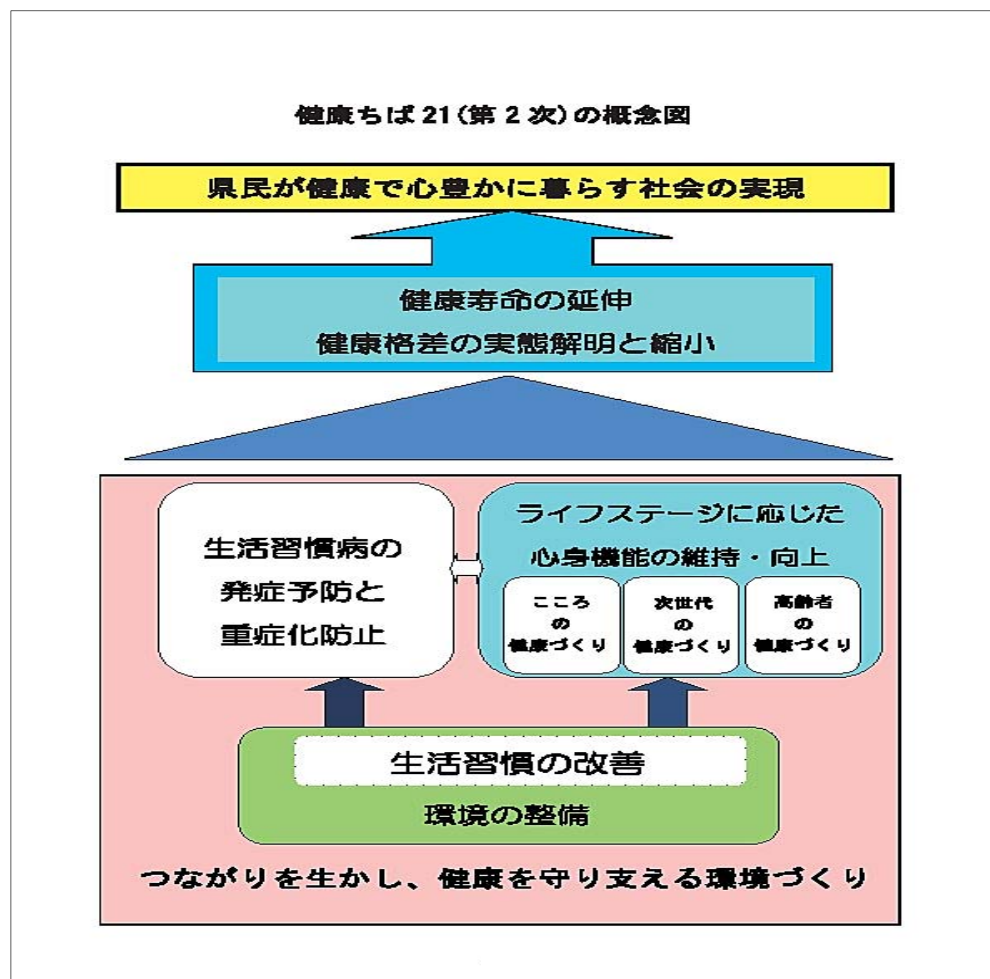 健康ちば21(第2次)の概念図
県民が健康で心豊かに暮らす社会の実現
健康寿命の延伸
健康格差の実態解明と縮小
生活習慣病の
発症予防と
重症化防止
ライフステージに応じた
心身機能の維持・向上
こころ
の
健康づくり
次世代
の
健康づくり
高齢者
の
健康づくり
生活習慣の改善
環境の整備
つながりを生かし、健康を守り支える環境づくり